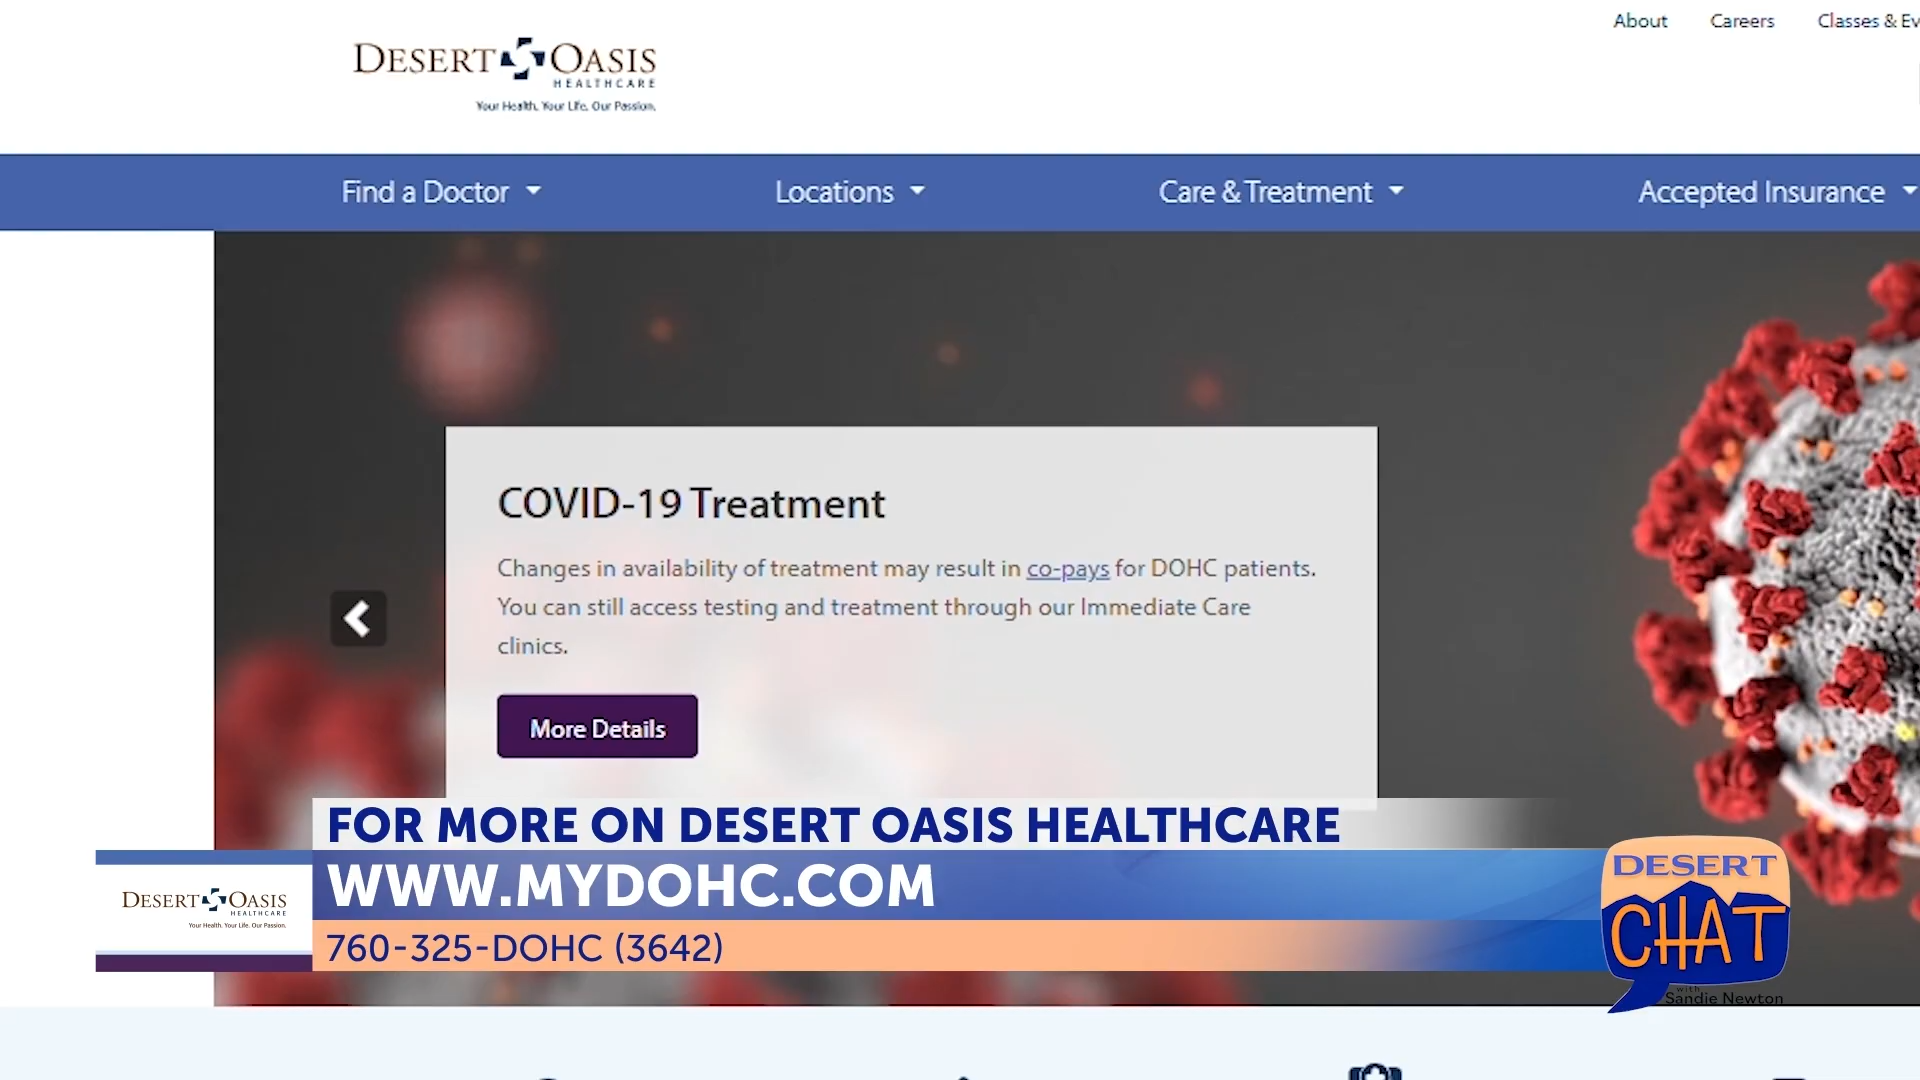 About Careers Classes & Ev
DESERT OASIS
HEALTHCARE
Your Health. Your Life. Our Passion.
Find a Doctor Locations Care & Treatment Accepted Insurance
COVID-19 Treatment
Changes in availability of treatment may result in co-pays for DOHC patients.
You can still access testing and treatment through our Immediate Care
clinics.
More Details
FOR MORE ON DESERT OASIS HEALTHCARE
WWW.MYDOHC.COM
760-325-DOHC (3642)
DESERT OASIS
HEALTHCARE
Your Health. Your Life. Our Passion.
DESERT
CHAT
with
Sandie Newton